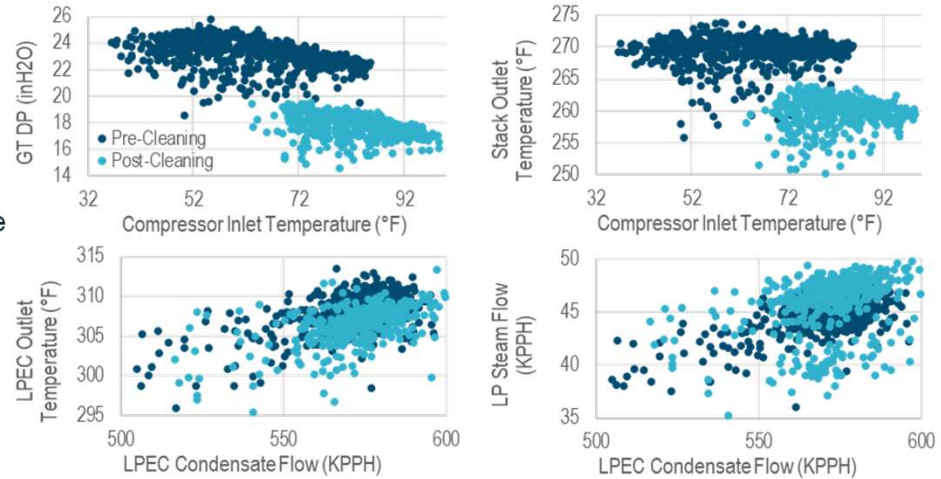 26
24
22
20
18
16
14
GT DP (inH2O)
Pre-Cleaning
Post-Cleaning
32 52 72 92
Compressor Inlet Temperature (°F)
275
270
265
260
255
250
Stack Outlet
Temperature (°F)
32 52 72 92
Compressor Inlet Temperature (°F)
e
315
310
305
300
295
LPEC Outlet
Temperature (°F)
500 550 600
LPEC Condensate Flow (KPPH)
50
45
40
35
LP Steam Flow
(KPPH)
500 550 600
LPEC Condensate Flow (KPPH)